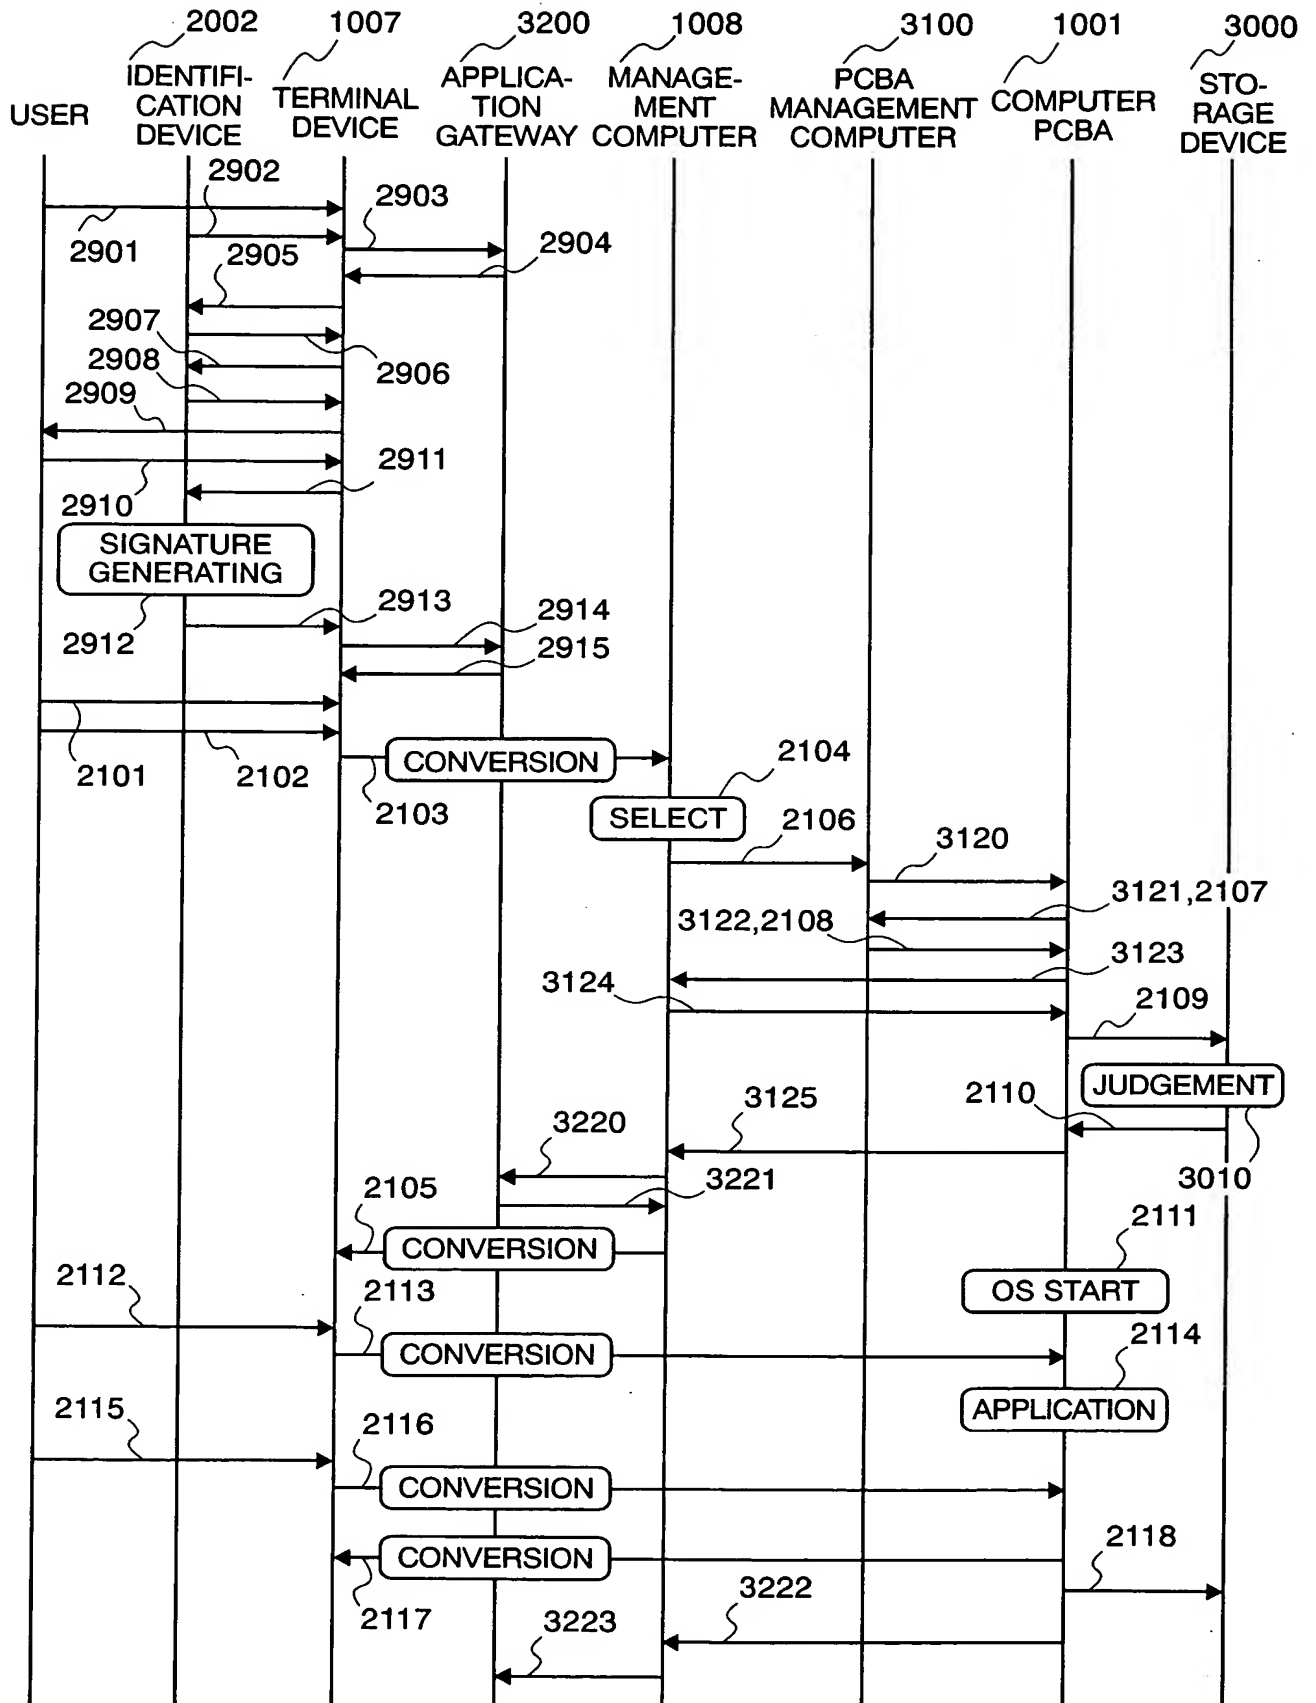 2002
1007
3200
1008
3100
1001
3000
USER
IDENTIFI-
CATION
DEVICE
TERMINAL
DEVICE
APPLICA-
TION
GATEWAY
MANAGE-
MENT
COMPUTER
PCBA
MANAGEMENT
COMPUTER
COMPUTER
PCBA
STO-
RAGE
DEVICE
2902
2903
2901
2904
2905
2907
2906
2908
2909
2911
2910
SIGNATURE
GENERATING
2912
2913
2914
2915
2101
2102
CONVERSION
2103
2104
SELECT
2106
3120
3121,2107
3122,2108
3123
3124
2109
JUDGEMENT
2110
3125
3010
3220
3221
2105
CONVERSION
2111
OS START
2112
2113
CONVERSION
2114
APPLICATION
2115
2116
CONVERSION
CONVERSION
2117
2118
3222
3223